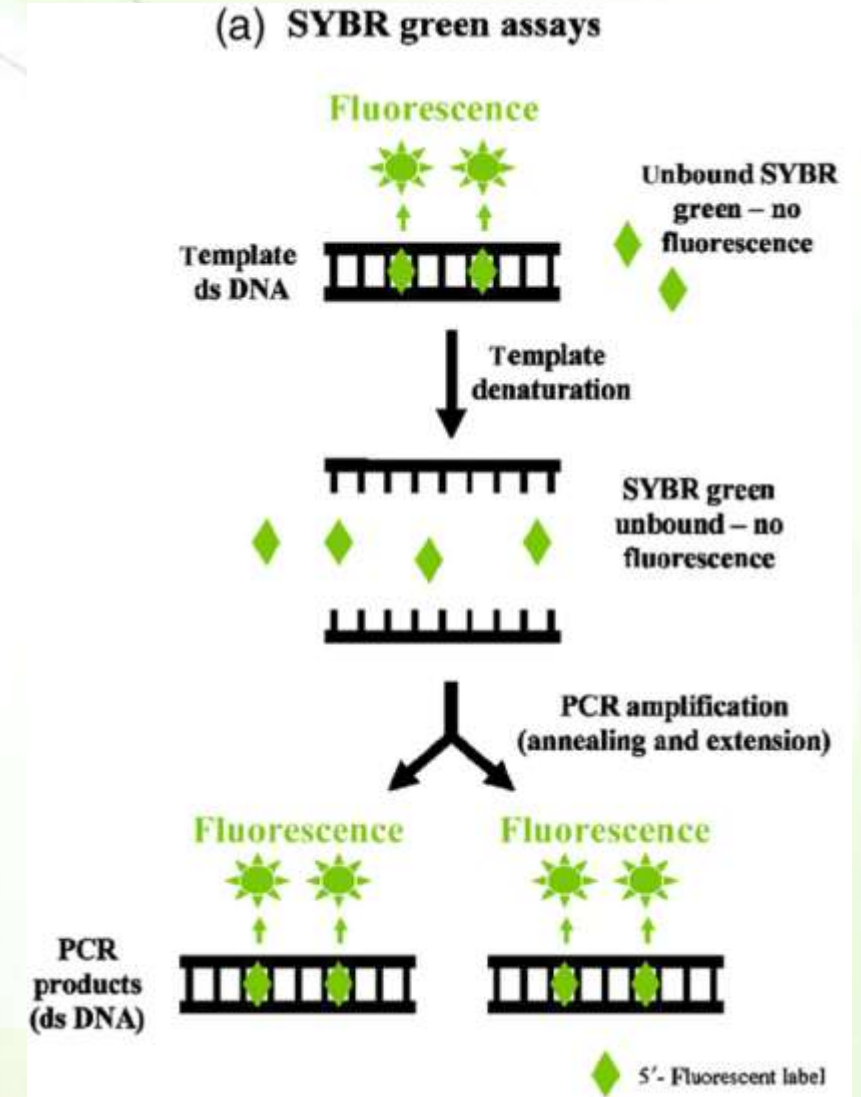 (a) SYBR green assays
Fluorescence
Unbound SYBR
green – no
fluorescence
Template
ds DNA
Template
denaturation
SYBR green
unbound – no
fluorescence
PCR amplification
(annealing and extension)
Fluorescence
Fluorescence
PCR
products
(ds DNA)
5′- Fluorescent label